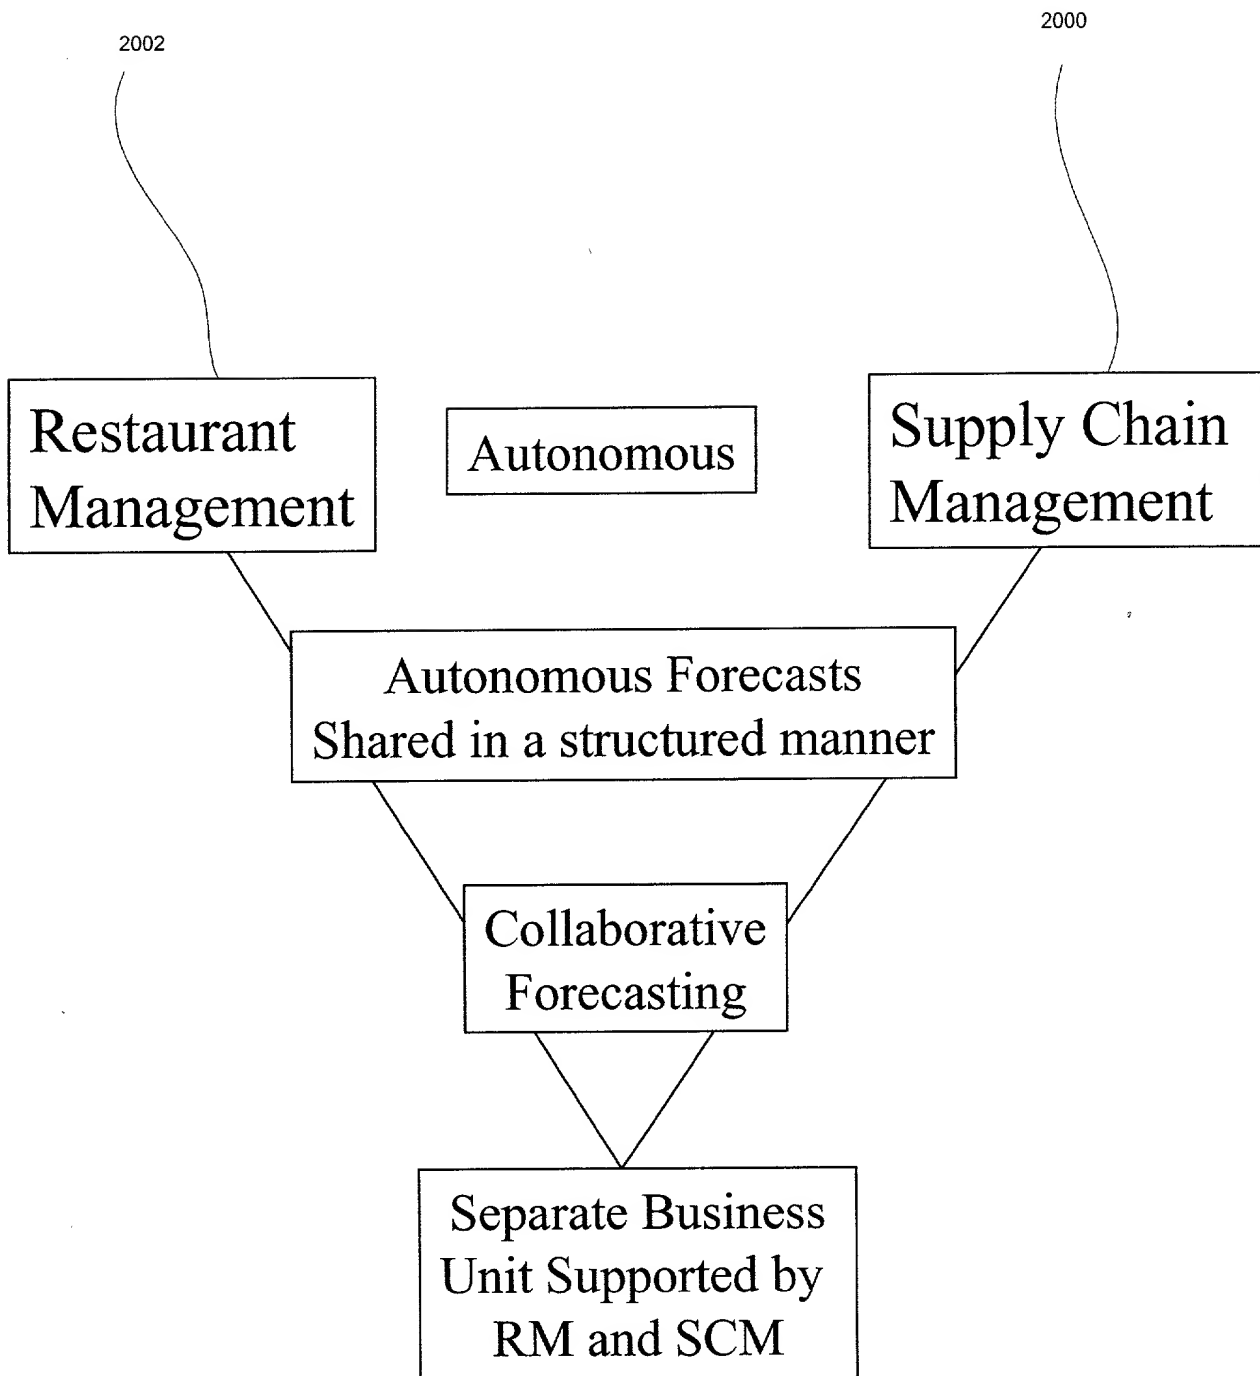 2002
2000
Restaurant
Management
Autonomous
Supply Chain
Management
Autonomous Forecasts
Shared in a structured manner
Collaborative
Forecasting
Separate Business
Unit Supported by
RM and SCM